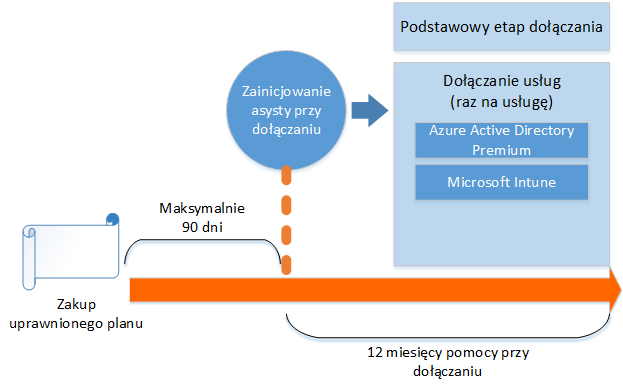 Podstawowy etap dołączania
Zainicjowanie
asysty przy
dołączaniu
Dołączanie usług
(raz na usługę)
Azure Active Directory
Premium
Microsoft Intune
Maksymalnie
90 dni
Zakup
uprawnionego planu
12 miesięcy pomocy przy
dołączaniu